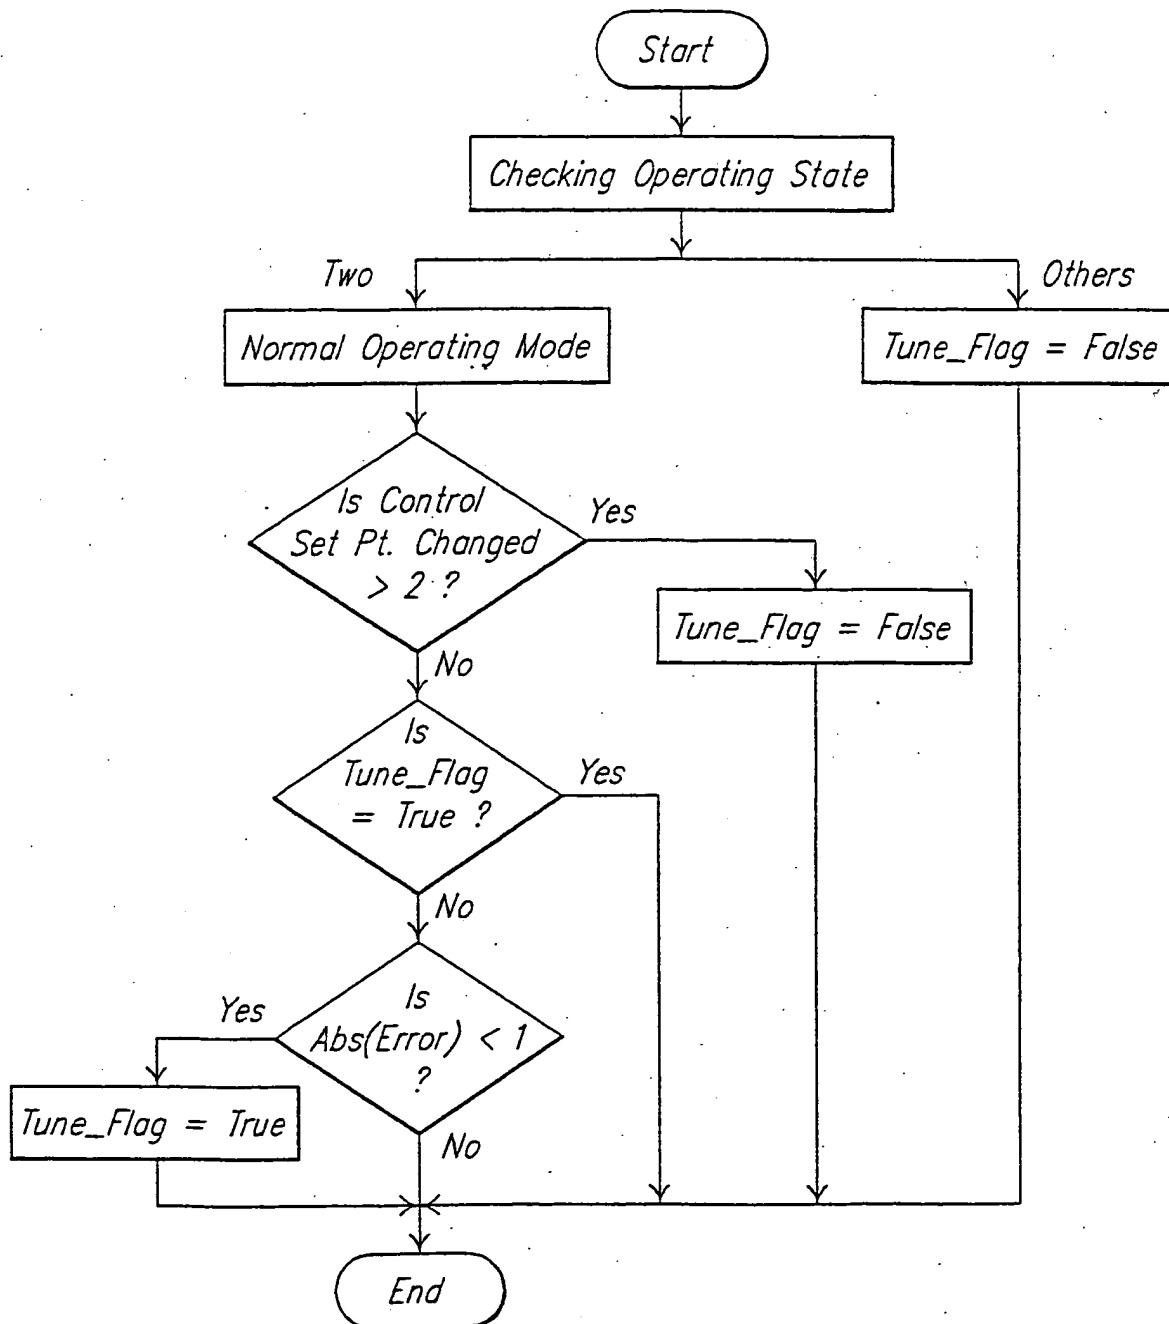 Start
Checking Operating State
Two
Others
Normal Operating Mode
Tune_Flag = False
Is Control
Set Pt. Changed
> 2 ?
Yes
Tune_Flag = False
No
Is
Tune_Flag
= True ?
Yes
No
Is
Abs(Error) < 1
?
Yes
Tune_Flag = True
No
End